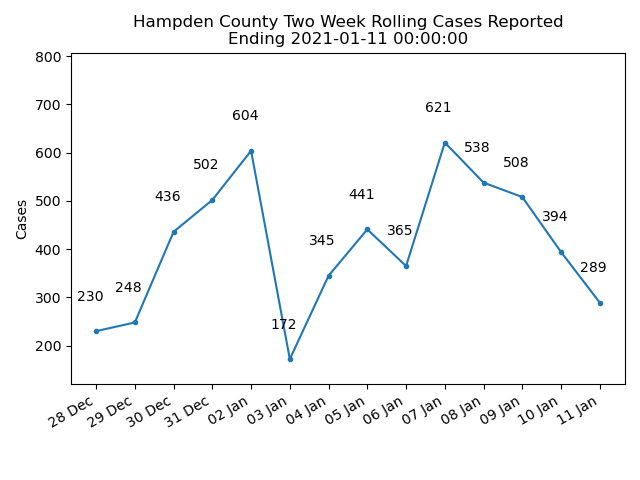 Hampden County Two Week Rolling Cases Reported
Ending 2021-01-11 00:00:00
800
700
600
500
400
300
200
Cases
230
248
436
502
604
172
345
441
365
621
538
508
394
289
28 Dec
29 Dec
30 Dec
31 Dec
02 Jan
03 Jan
04 Jan
05 Jan
06 Jan
07 Jan
08 Jan
09 Jan
10 Jan
11 Jan